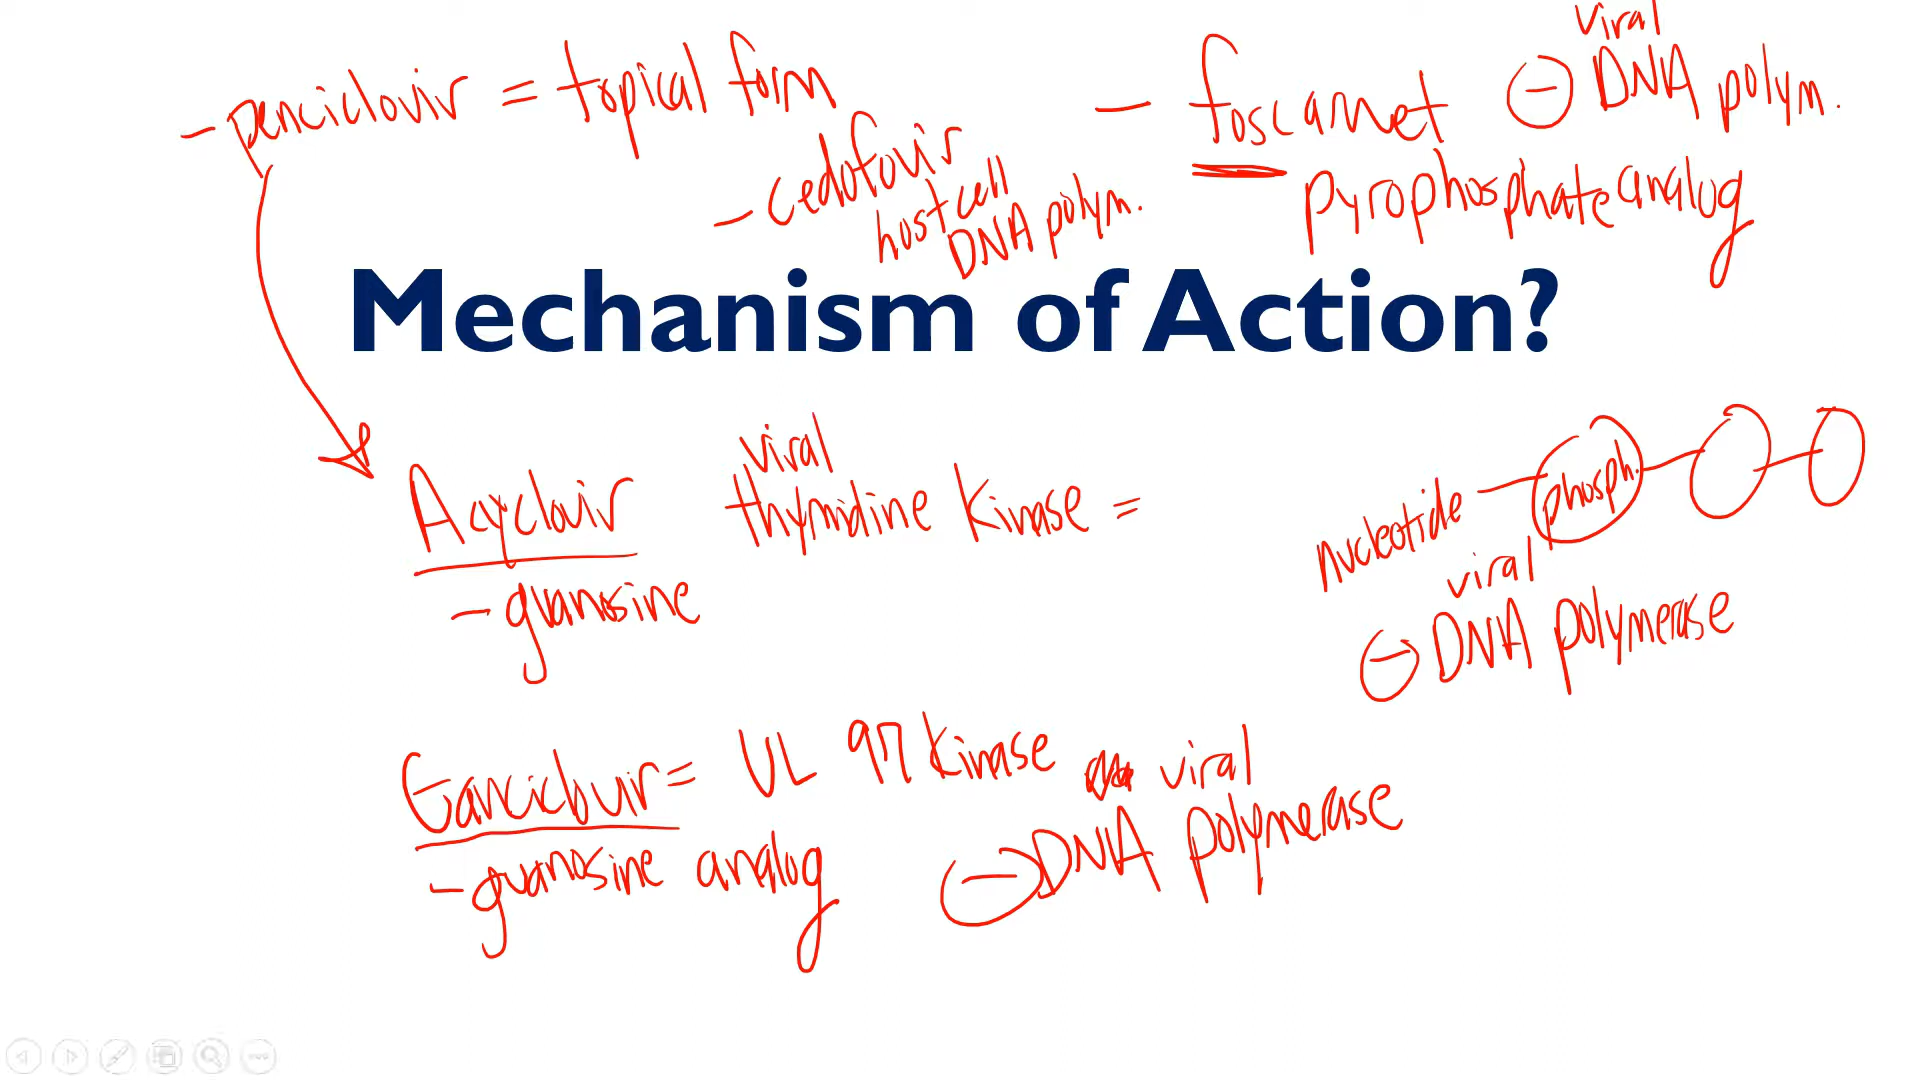 - penciclovir = topical form
- cedofovir
host cell
DNA polym.
- foscarnet ⊖ viral DNA polym.
pyrophosphate analog
Mechanism of Action?
Acyclovir viral thymidine kinase =
- guanosine
nucleotide - phosph.
⊖ viral DNA polymerase
Ganciclovir = UL 97 kinase viral
- guanosine analog ⊖ DNA polymerase